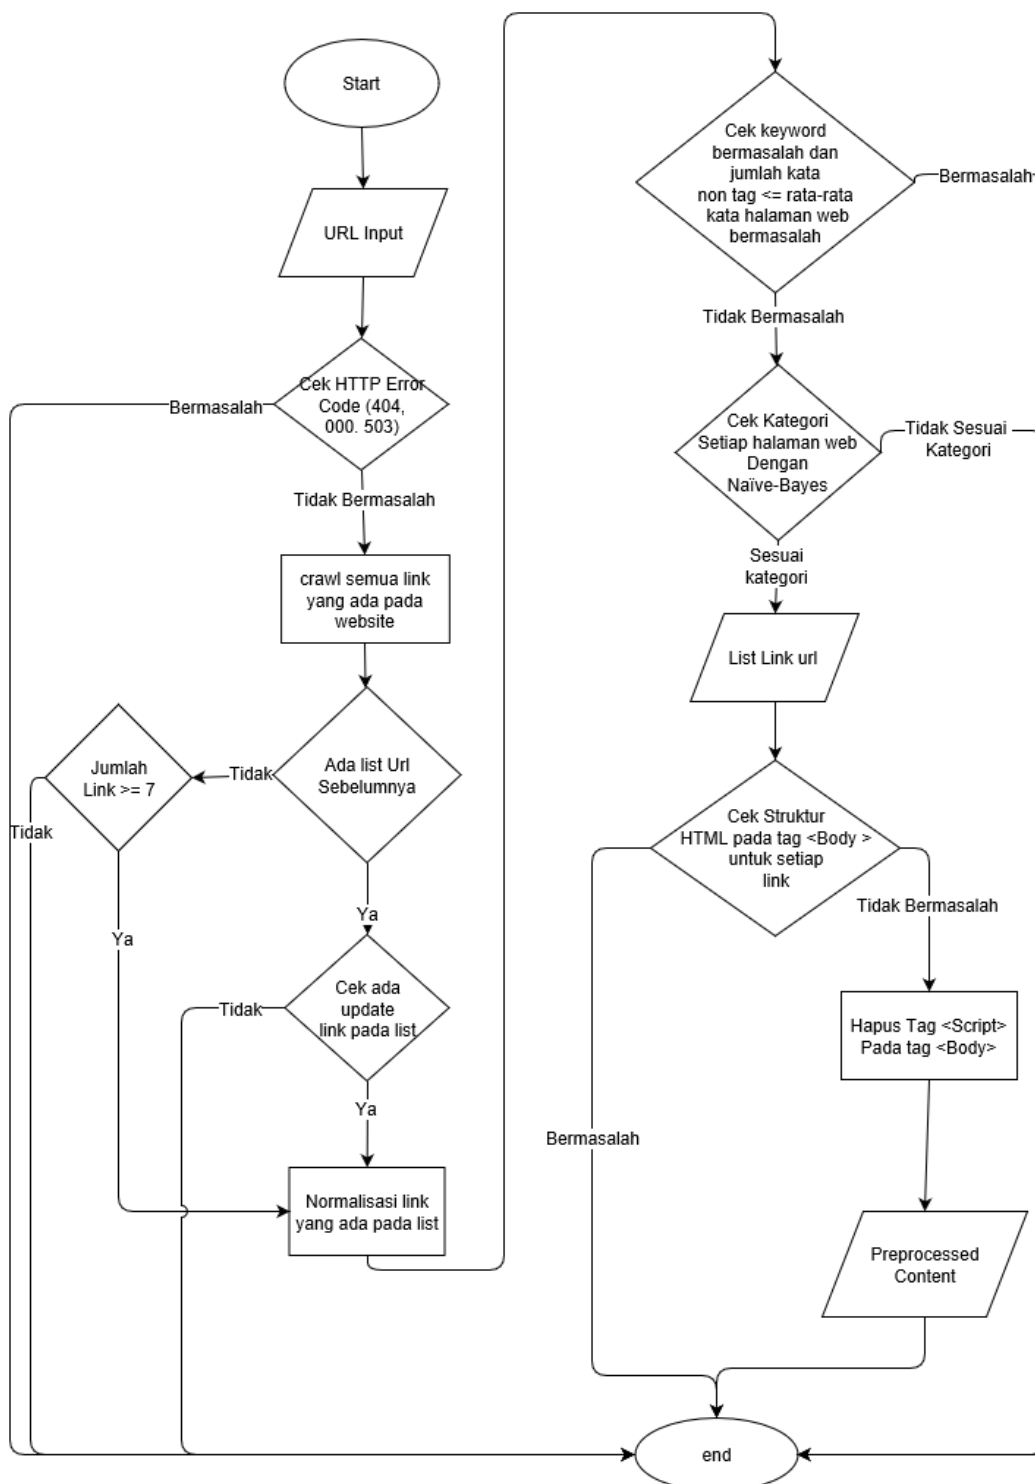 Start
URL Input
Cek HTTP Error
Code (404,
000. 503)
Bermasalah
Tidak Bermasalah
crawl semua link
yang ada pada
website
Ada list Url
Sebelumnya
Tidak
Jumlah
Link >= 7
Tidak
Ya
Ya
Cek ada
update
link pada list
Tidak
Ya
Normalisasi link
yang ada pada list
Cek keyword
bermasalah dan
jumlah kata
non tag <= rata-rata
kata halaman web
bermasalah
Bermasalah
Tidak Bermasalah
Cek Kategori
Setiap halaman web
Dengan
Naïve-Bayes
Tidak Sesuai
Kategori
Sesuai
kategori
List Link url
Cek Struktur
HTML pada tag <Body >
untuk setiap
link
Tidak Bermasalah
Bermasalah
Hapus Tag <Script>
Pada tag <Body>
Preprocessed
Content
end